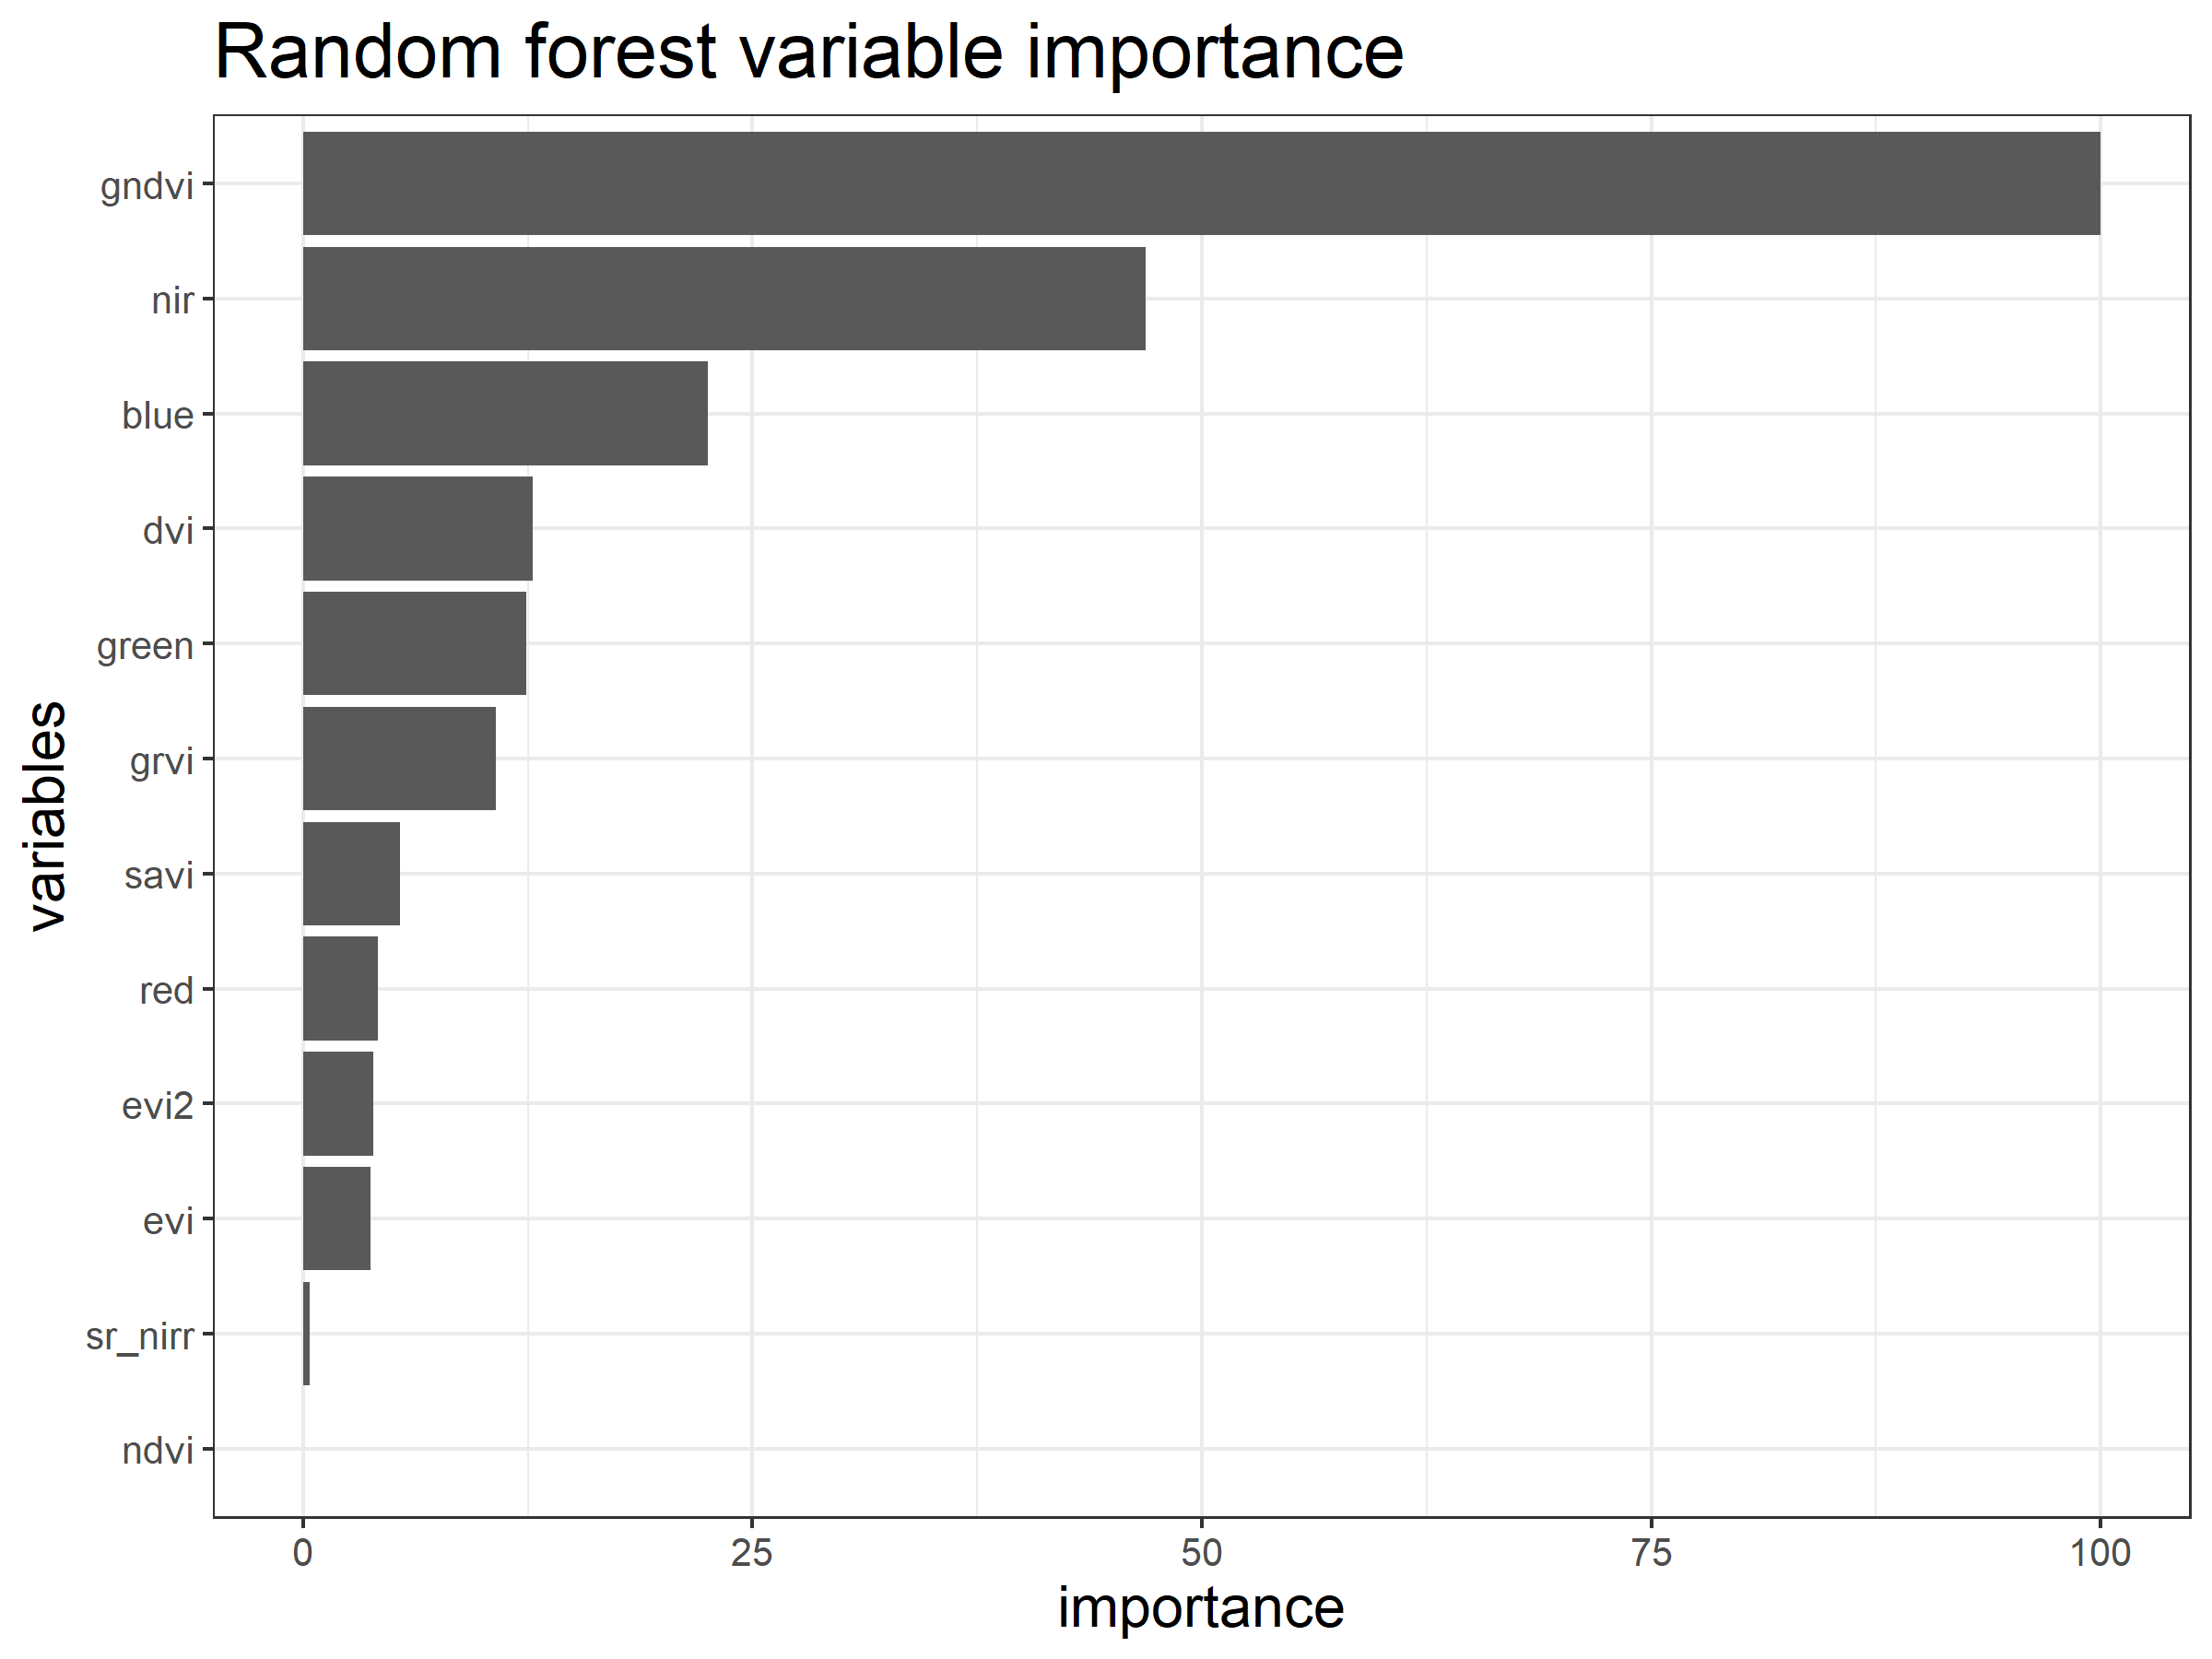 Random forest variable importance
gndvi
nir
blue
dvi
green
grvi
savi
red
evi2
evi
sr_nirr
ndvi
variables
0 25 50 75 100
importance